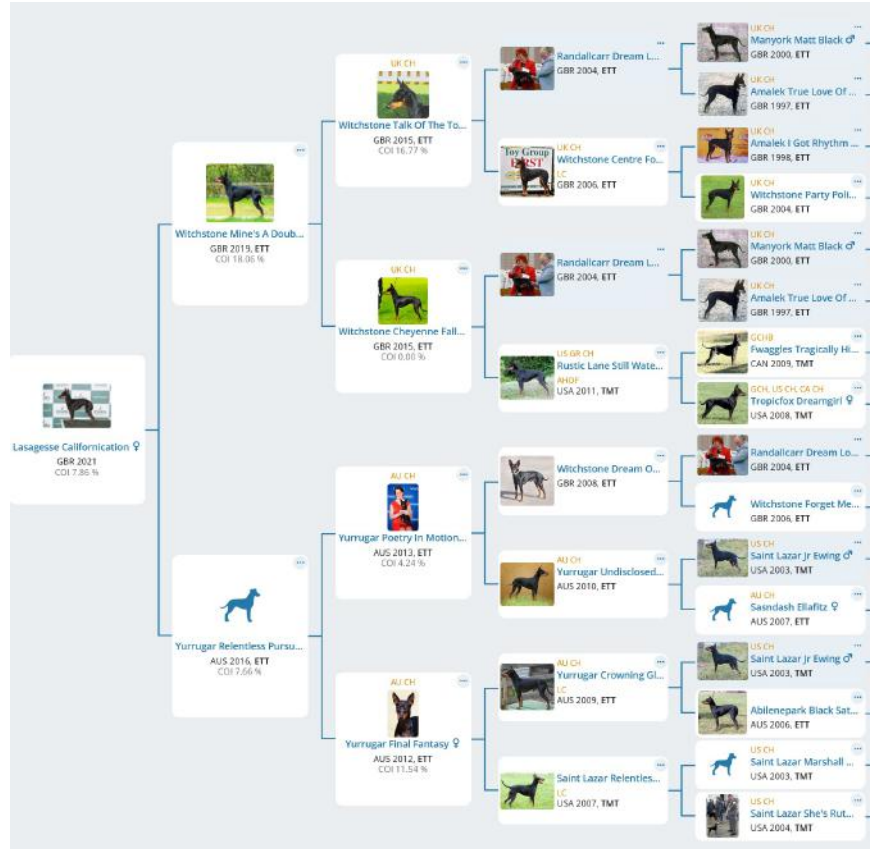 Lasagesse Californication ♀
GBR 2021
COI 7.86 %
Witchstone Mine's A Doub...
GBR 2019, ETT
COI 18.06 %
Yurrugar Relentless Pursu...
AUS 2016, ETT
COI 7.66 %
UK CH
Witchstone Talk Of The To...
GBR 2015, ETT
COI 16.77 %
UK CH
Witchstone Cheyenne Fall...
GBR 2015, ETT
COI 0.00 %
AU CH
Yurrugar Poetry In Motion...
AUS 2013, ETT
COI 4.24 %
AU CH
Yurrugar Final Fantasy ♀
AUS 2012, ETT
COI 11.54 %
Randallcarr Dream L...
GBR 2004, ETT
Toy Group
FIRST
UK CH
Witchstone Centre Fo...
LC
GBR 2006, ETT
Randallcarr Dream L...
GBR 2004, ETT
US GR CH
Rustic Lane Still Wate...
AHOF
USA 2011, TMT
Witchstone Dream O...
GBR 2008, ETT
AU CH
Yurrugar Undisclosed...
AUS 2010, ETT
AU CH
Yurrugar Crowning Gl...
LC
AUS 2009, ETT
Saint Lazar Relentles...
LC
USA 2007, TMT
UK CH
Manyork Matt Black ♂
GBR 2000, ETT
UK CH
Amalek True Love Of ...
GBR 1997, ETT
UK CH
Amalek I Got Rhythm ...
GBR 1998, ETT
UK CH
Witchstone Party Poli...
GBR 2004, ETT
UK CH
Manyork Matt Black ♂
GBR 2000, ETT
UK CH
Amalek True Love Of ...
GBR 1997, ETT
GCHB
Fwaggles Tragically Hi...
CAN 2009, TMT
GCH, US CH, CA CH
Tropicfox Dreamgirl ♀
USA 2008, TMT
Randallcarr Dream Lo...
GBR 2004, ETT
Witchstone Forget Me...
GBR 2006, ETT
US CH
Saint Lazar Jr Ewing ♂
USA 2003, TMT
AU CH
Sasndash Ellafitz ♀
AUS 2007, ETT
US CH
Saint Lazar Jr Ewing ♂
USA 2003, TMT
Abilenepark Black Sat...
AUS 2006, ETT
US CH
Saint Lazar Marshall ...
USA 2003, TMT
US CH
Saint Lazar She's Rut...
USA 2004, TMT